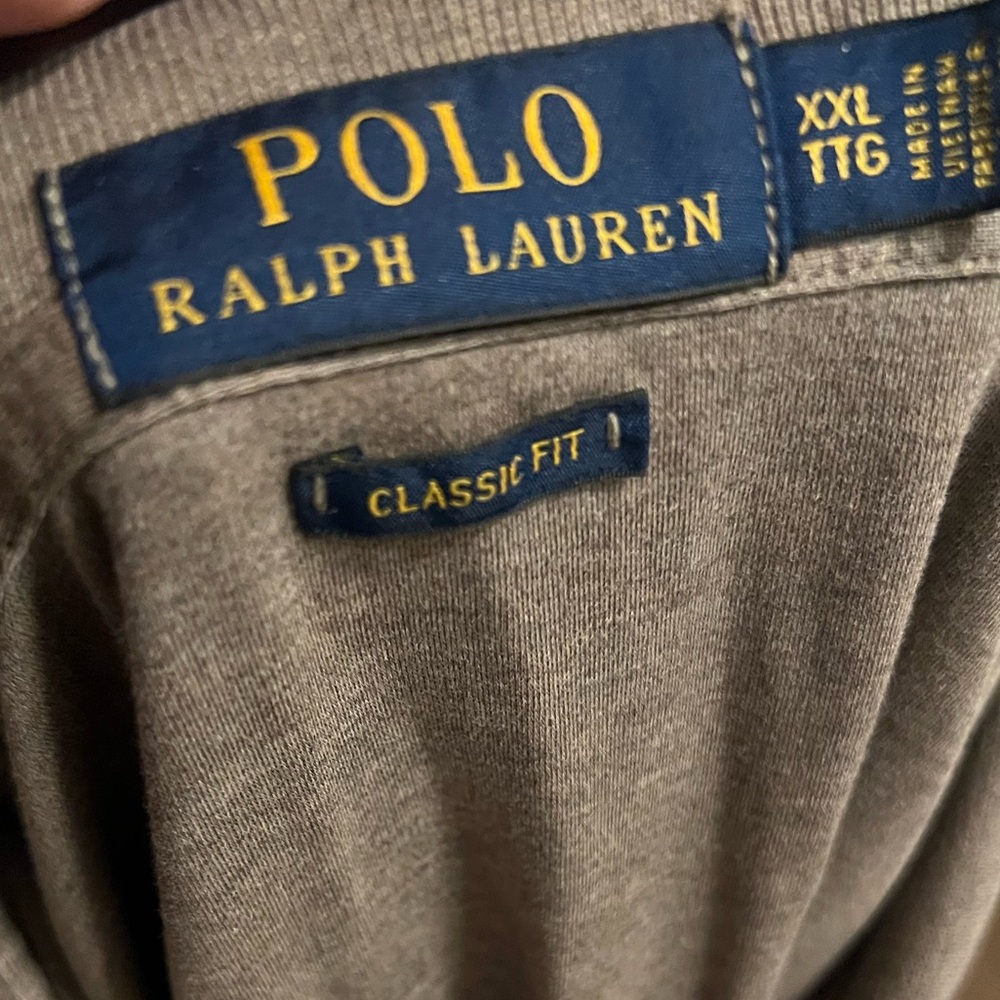 POLO
RALPH LAUREN
XXL
TTG
MADE IN
VIETNAM
CLASSIC FIT